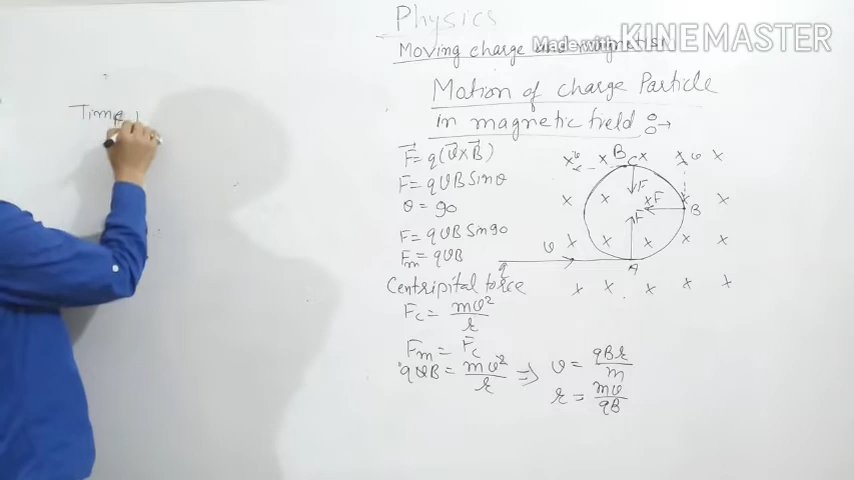 Physics
Moving charge and magnetism
Made with KINEMASTER
Motion of charge Particle
in magnetic field :→
Time
F⃗ = q(v⃗ × B⃗)
F = qvB Sinθ
θ = 90
F = qvB Sin90
Fm = qvB
Centripital force
Fc = mv²/r
Fm = Fc
qvB = mv²/r ⇒ v = qBr/m
r = mv/qB
x v x B C x x v x
F
x x x F x x
B
F
v x x x x x
q A
x x x x x